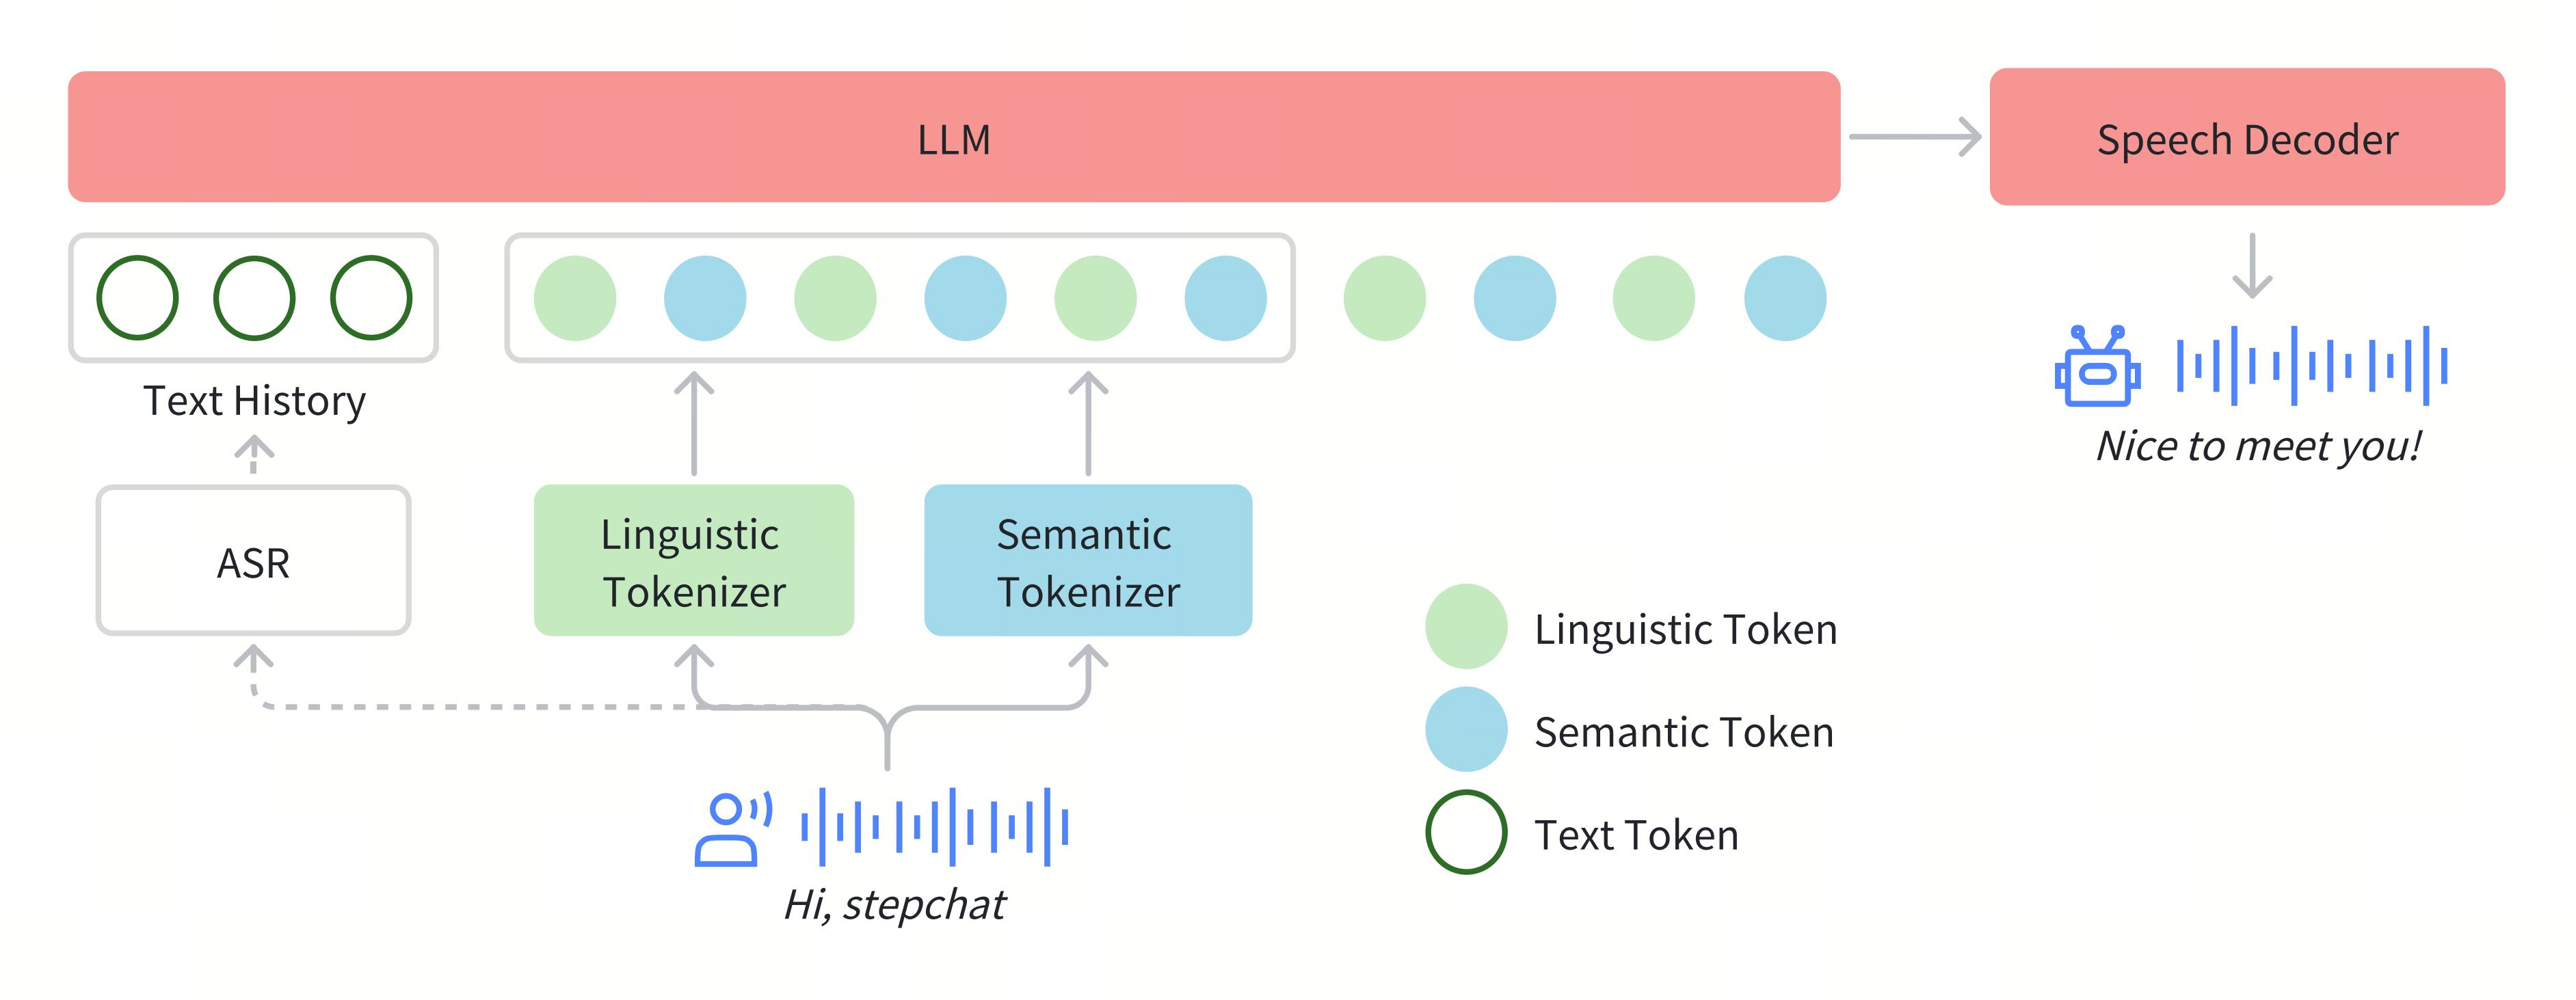 LLM
Speech Decoder
Text History
Nice to meet you!
ASR
Linguistic
Tokenizer
Semantic
Tokenizer
Linguistic Token
Semantic Token
Text Token
Hi, stepchat